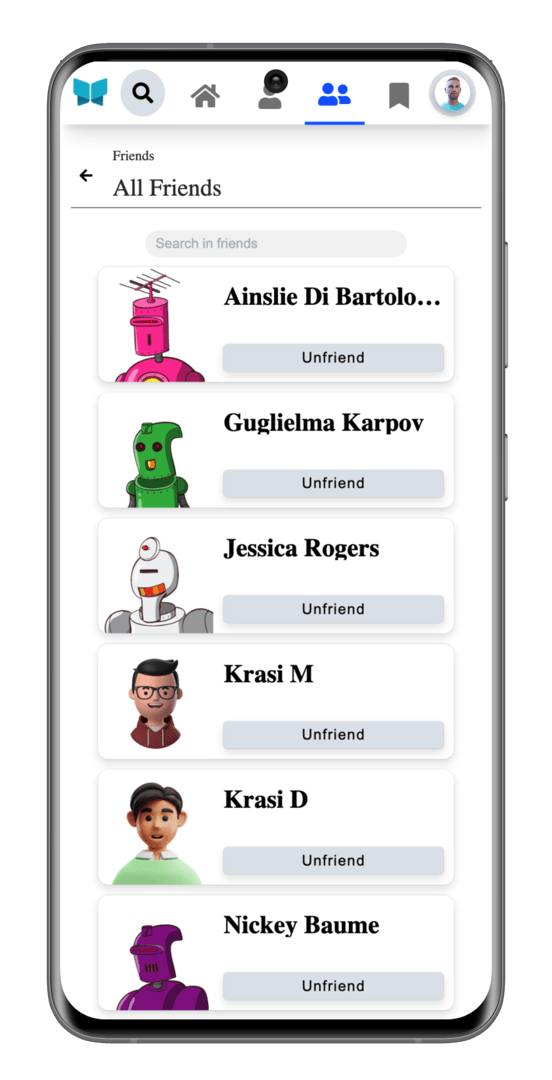 Friends
All Friends
Search in friends
Ainslie Di Bartolo...
Unfriend
Guglielma Karpov
Unfriend
Jessica Rogers
Unfriend
Krasi M
Unfriend
Krasi D
Unfriend
Nickey Baume
Unfriend